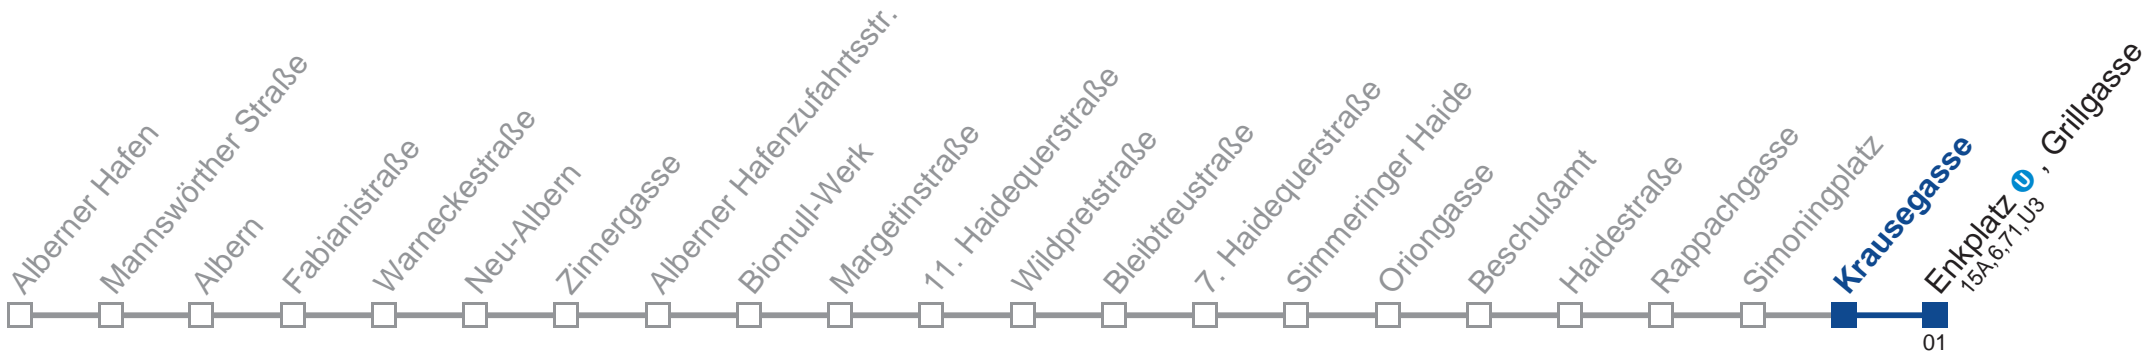 Alberner Hafen
Mannswörther Straße
Albern
Fabianistraße
Warneckestraße
Neu-Albern
Zinnergasse
Alberner Hafenzufahrtsstr.
Biomull-Werk
Margetinstraße
11. Haidequerstraße
Wildpretstraße
Bleibtreustraße
7. Haidequerstraße
Simmeringer Haide
Oriongasse
Beschußamt
Haidestraße
Rappachgasse
Simoningplatz
Krausegasse
Enkplatz U , Grillgasse
15A,6,71,U3
01